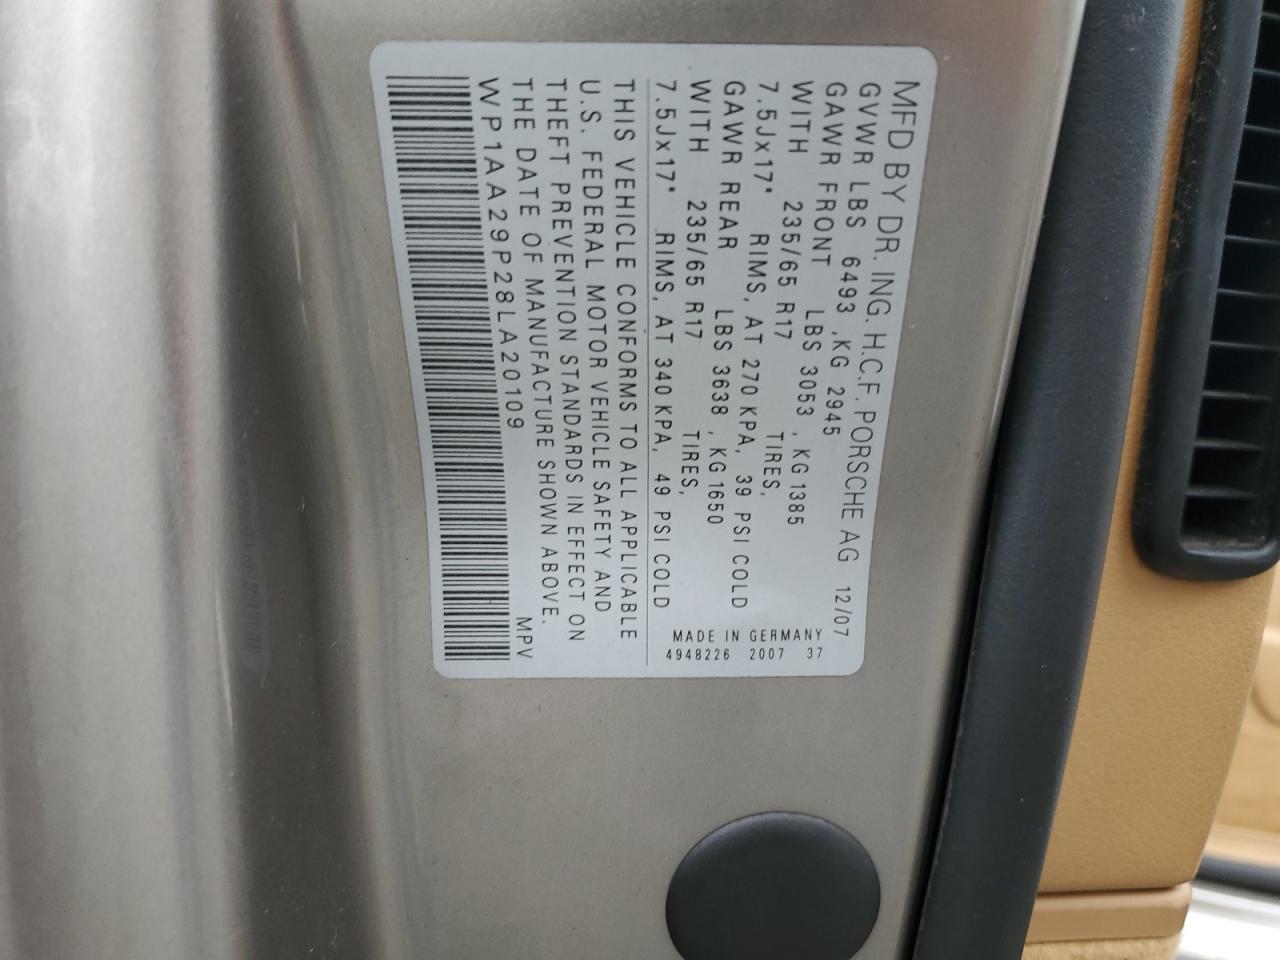 MFD BY DR. ING. H.C.F. PORSCHE AG 12/07
GVWR LBS 6493 ,KG 2945
GAWR FRONT LBS 3053 , KG 1385
WITH 235/65 R17 TIRES,
7.5Jx17" RIMS, AT 270 KPA, 39 PSI COLD
GAWR REAR LBS 3638 , KG 1650
WITH 235/65 R17 TIRES,
7.5Jx17" RIMS, AT 340 KPA, 49 PSI COLD
MADE IN GERMANY
4948226 2007 37
THIS VEHICLE CONFORMS TO ALL APPLICABLE
U.S. FEDERAL MOTOR VEHICLE SAFETY AND
THEFT PREVENTION STANDARDS IN EFFECT ON
THE DATE OF MANUFACTURE SHOWN ABOVE.
WP1AA29P28LA20109 MPV